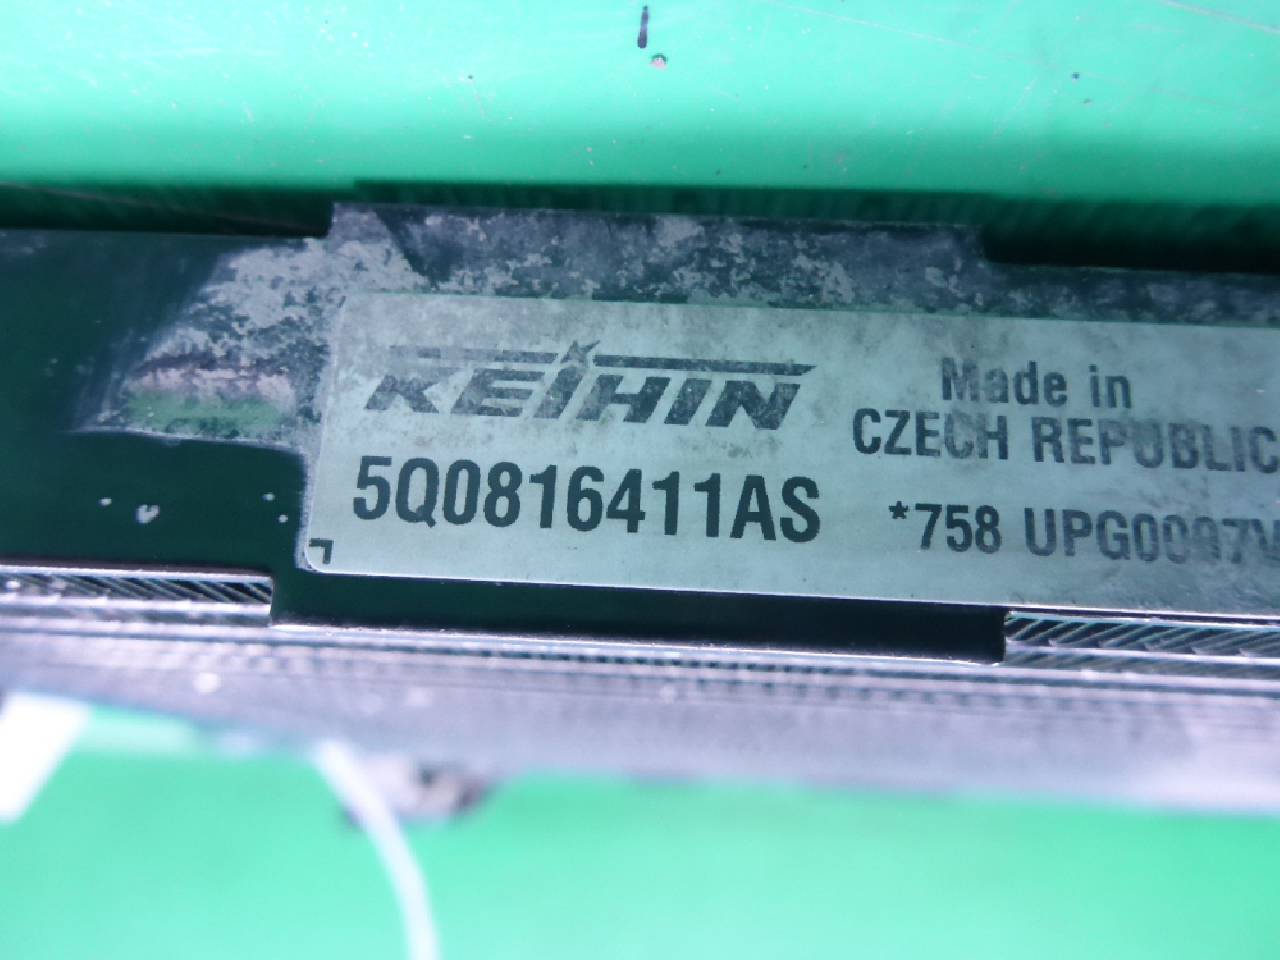 KEIHIN
Made in
CZECH REPUBLIC
5Q0816411AS
*758